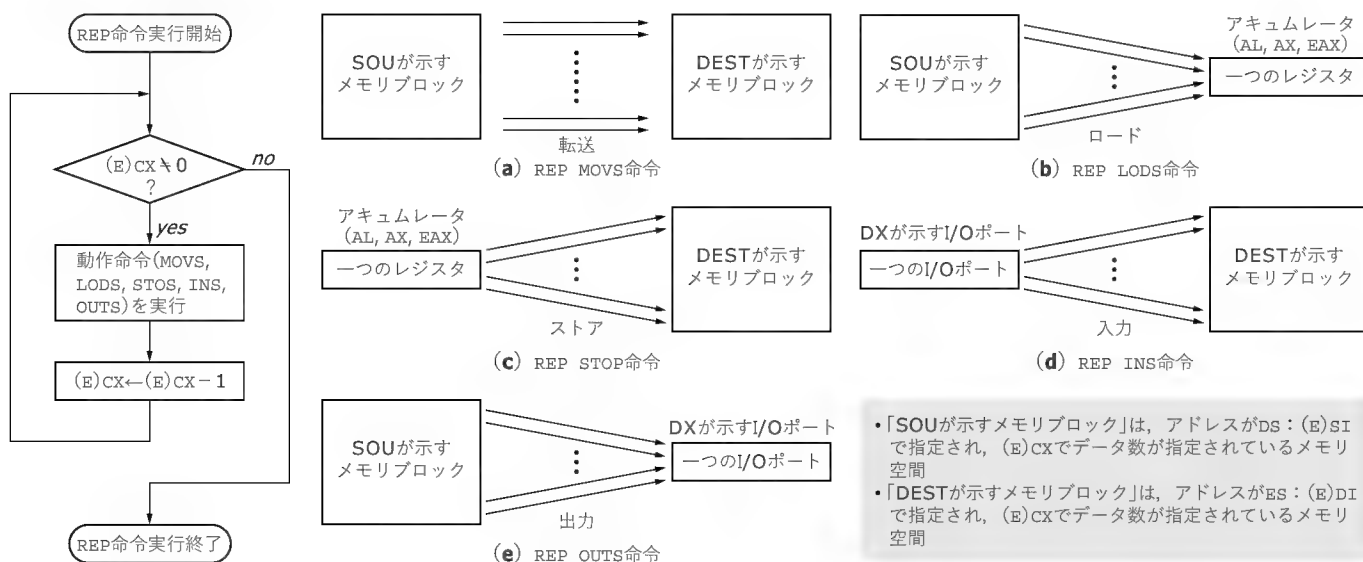 REP命令実行開始
(E)CX≠0
?
no
yes
動作命令(MOVS,
LODS, STOS, INS,
OUTS)を実行
(E)CX←(E)CX－1
REP命令実行終了
SOUが示す
メモリブロック
転送
DESTが示す
メモリブロック
(a) REP MOVS命令
SOUが示す
メモリブロック
ロード
アキュムレータ
(AL, AX, EAX)
一つのレジスタ
(b) REP LODS命令
アキュムレータ
(AL, AX, EAX)
一つのレジスタ
ストア
DESTが示す
メモリブロック
(c) REP STOP命令
DXが示すI/Oポート
一つのI/Oポート
入力
DESTが示す
メモリブロック
(d) REP INS命令
SOUが示す
メモリブロック
出力
DXが示すI/Oポート
一つのI/Oポート
(e) REP OUTS命令
•「SOUが示すメモリブロック」は，アドレスがDS：(E)SI
で指定され，(E)CXでデータ数が指定されているメモリ
空間
•「DESTが示すメモリブロック」は，アドレスがES：(E)DI
で指定され，(E)CXでデータ数が指定されているメモリ
空間